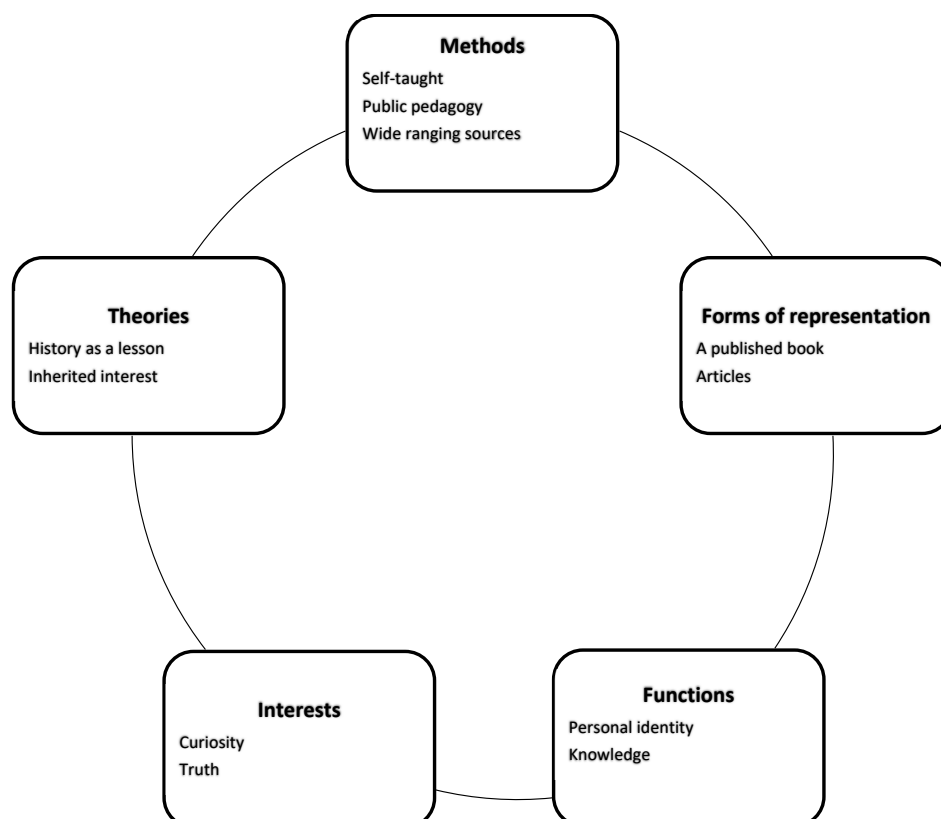 Methods
Self-taught
Public pedagogy
Wide ranging sources
Theories
History as a lesson
Inherited interest
Forms of representation
A published book
Articles
Interests
Curiosity
Truth
Functions
Personal identity
Knowledge